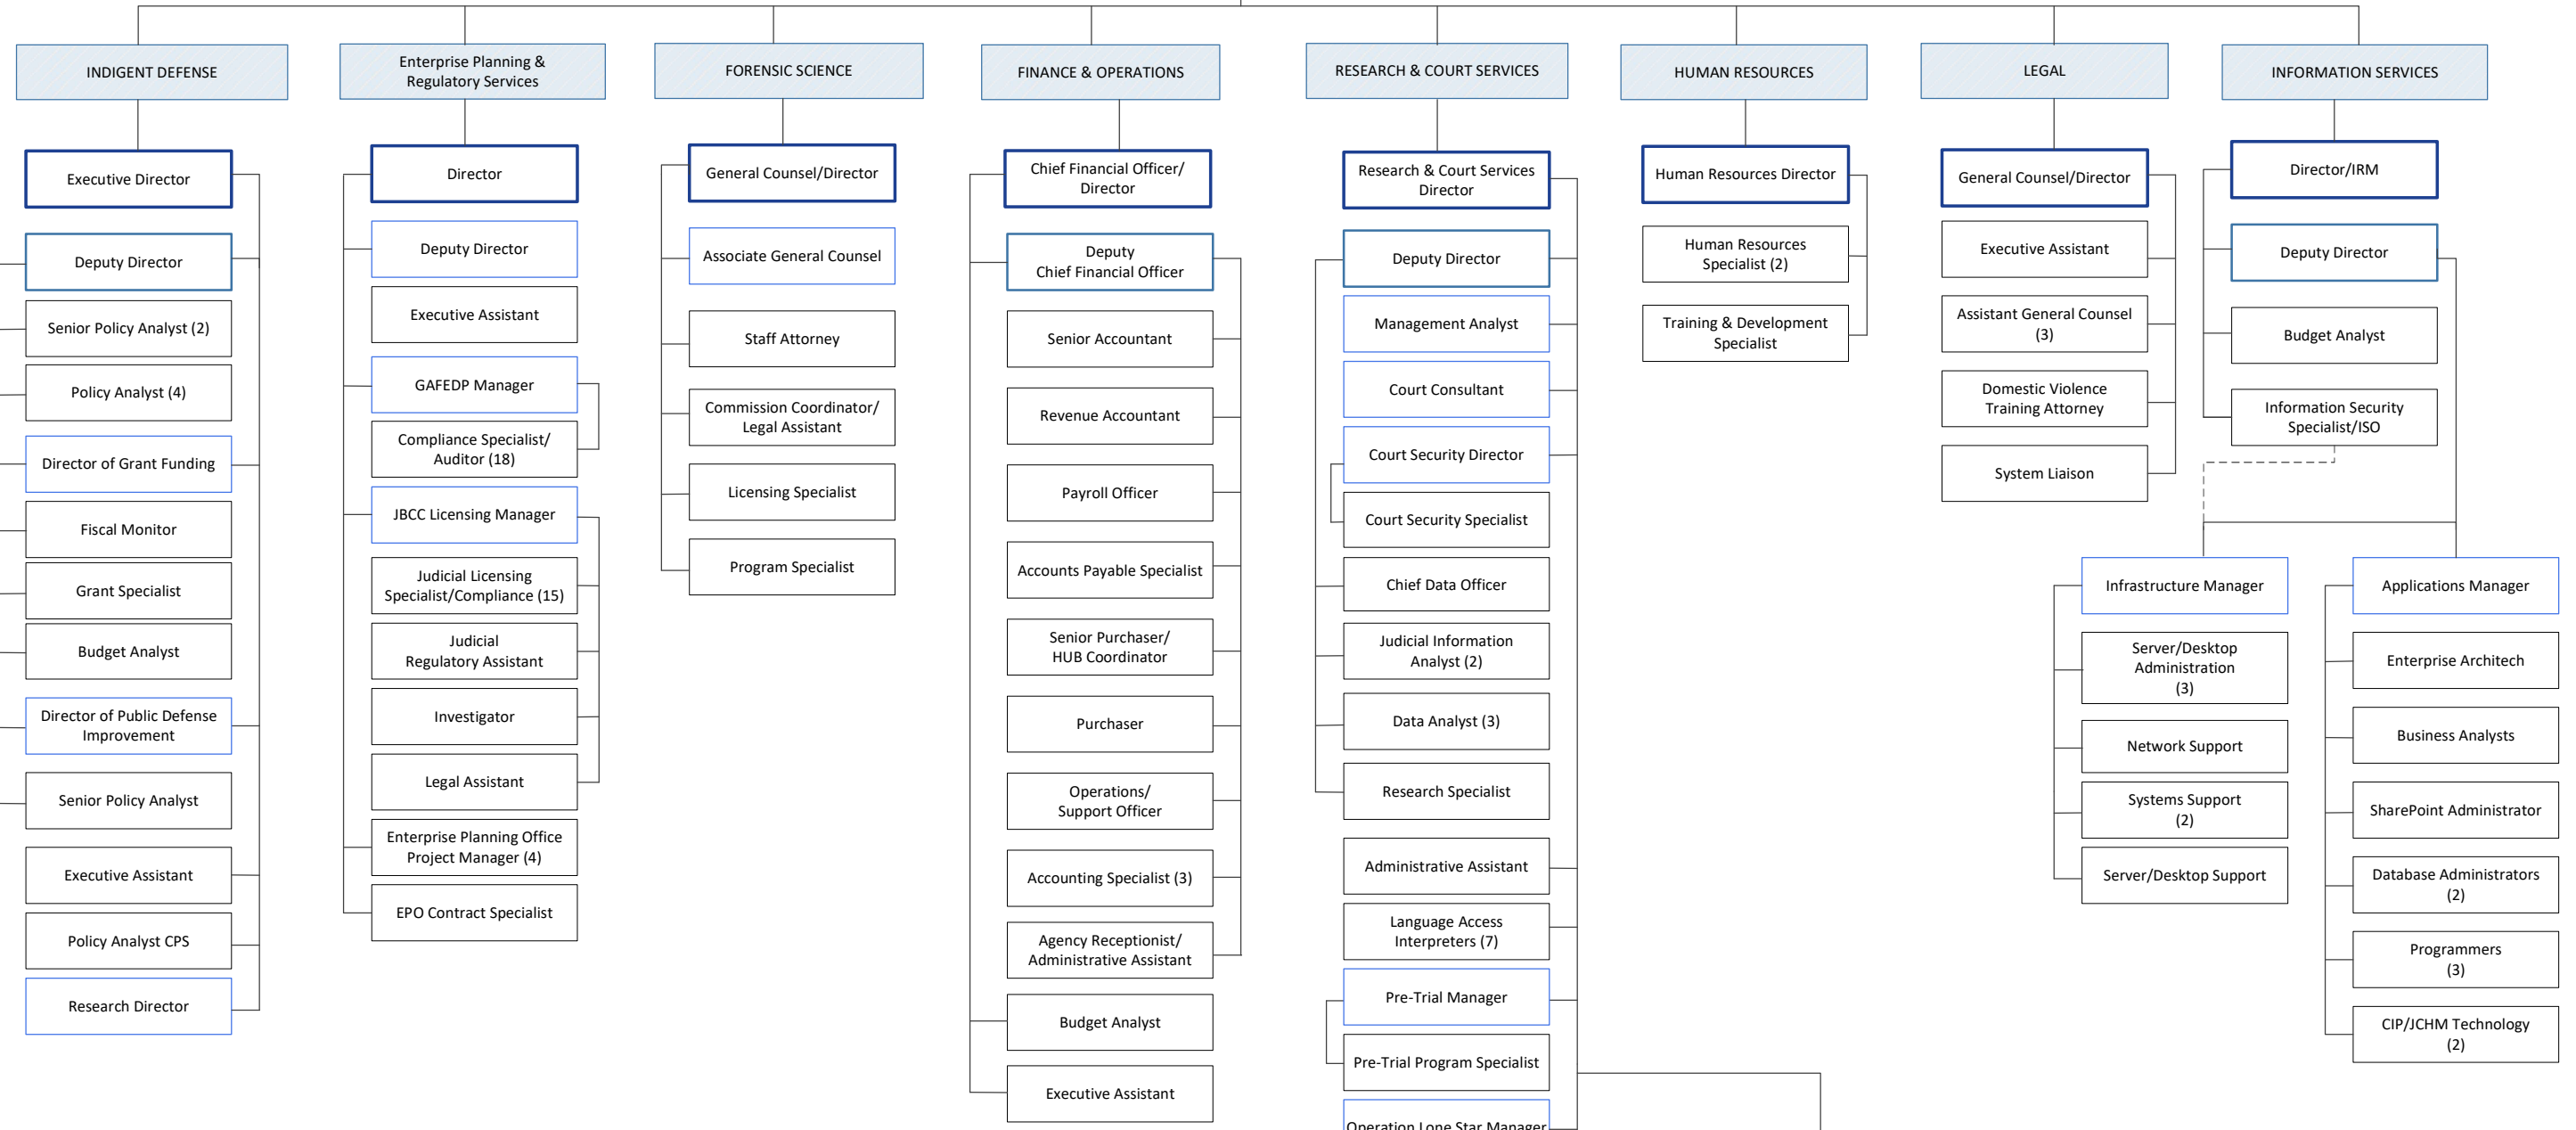 INDIGENT DEFENSE
Executive Director
Deputy Director
Senior Policy Analyst (2)
Policy Analyst (4)
Director of Grant Funding
Fiscal Monitor
Grant Specialist
Budget Analyst
Director of Public Defense
Improvement
Senior Policy Analyst
Executive Assistant
Policy Analyst CPS
Research Director
Enterprise Planning &
Regulatory Services
Director
Deputy Director
Executive Assistant
GAFEDP Manager
Compliance Specialist/
Auditor (18)
JBCC Licensing Manager
Judicial Licensing
Specialist/Compliance (15)
Judicial
Regulatory Assistant
Investigator
Legal Assistant
Enterprise Planning Office
Project Manager (4)
EPO Contract Specialist
FORENSIC SCIENCE
General Counsel/Director
Associate General Counsel
Staff Attorney
Commission Coordinator/
Legal Assistant
Licensing Specialist
Program Specialist
FINANCE & OPERATIONS
Chief Financial Officer/
Director
Deputy
Chief Financial Officer
Senior Accountant
Revenue Accountant
Payroll Officer
Accounts Payable Specialist
Senior Purchaser/
HUB Coordinator
Purchaser
Operations/
Support Officer
Accounting Specialist (3)
Agency Receptionist/
Administrative Assistant
Budget Analyst
Executive Assistant
RESEARCH & COURT SERVICES
Research & Court Services
Director
Deputy Director
Management Analyst
Court Consultant
Court Security Director
Court Security Specialist
Chief Data Officer
Judicial Information
Analyst (2)
Data Analyst (3)
Research Specialist
Administrative Assistant
Language Access
Interpreters (7)
Pre-Trial Manager
Pre-Trial Program Specialist
Operation Lone Star Manager
HUMAN RESOURCES
Human Resources Director
Human Resources
Specialist (2)
Training & Development
Specialist
LEGAL
General Counsel/Director
Executive Assistant
Assistant General Counsel
(3)
Domestic Violence
Training Attorney
System Liaison
INFORMATION SERVICES
Director/IRM
Deputy Director
Budget Analyst
Information Security
Specialist/ISO
Infrastructure Manager
Server/Desktop
Administration
(3)
Network Support
Systems Support
(2)
Server/Desktop Support
Applications Manager
Enterprise Architech
Business Analysts
SharePoint Administrator
Database Administrators
(2)
Programmers
(3)
CIP/JCHM Technology
(2)